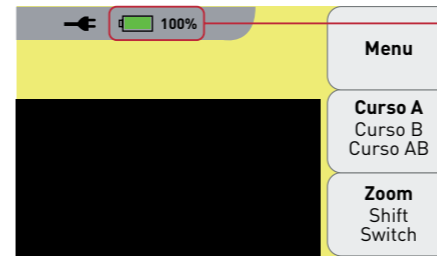 100%
Menu
Curso A
Curso B
Curso AB
Zoom
Shift
Switch